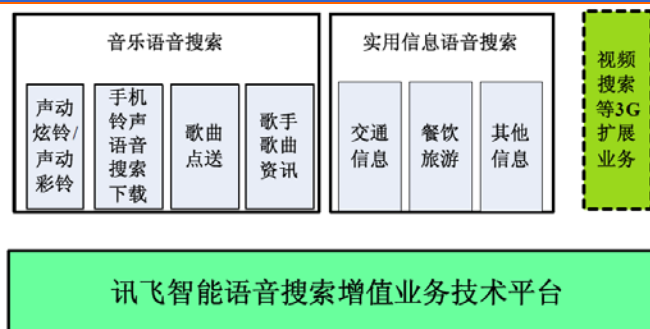 音乐语音搜索
声动
炫铃/
声动
彩铃
手机
铃声
语音
搜索
下载
歌曲
点送
歌手
歌曲
资讯
实用信息语音搜索
交通
信息
餐饮
旅游
其他
信息
视频
搜索
等3G
扩展
业务
讯飞智能语音搜索增值业务技术平台